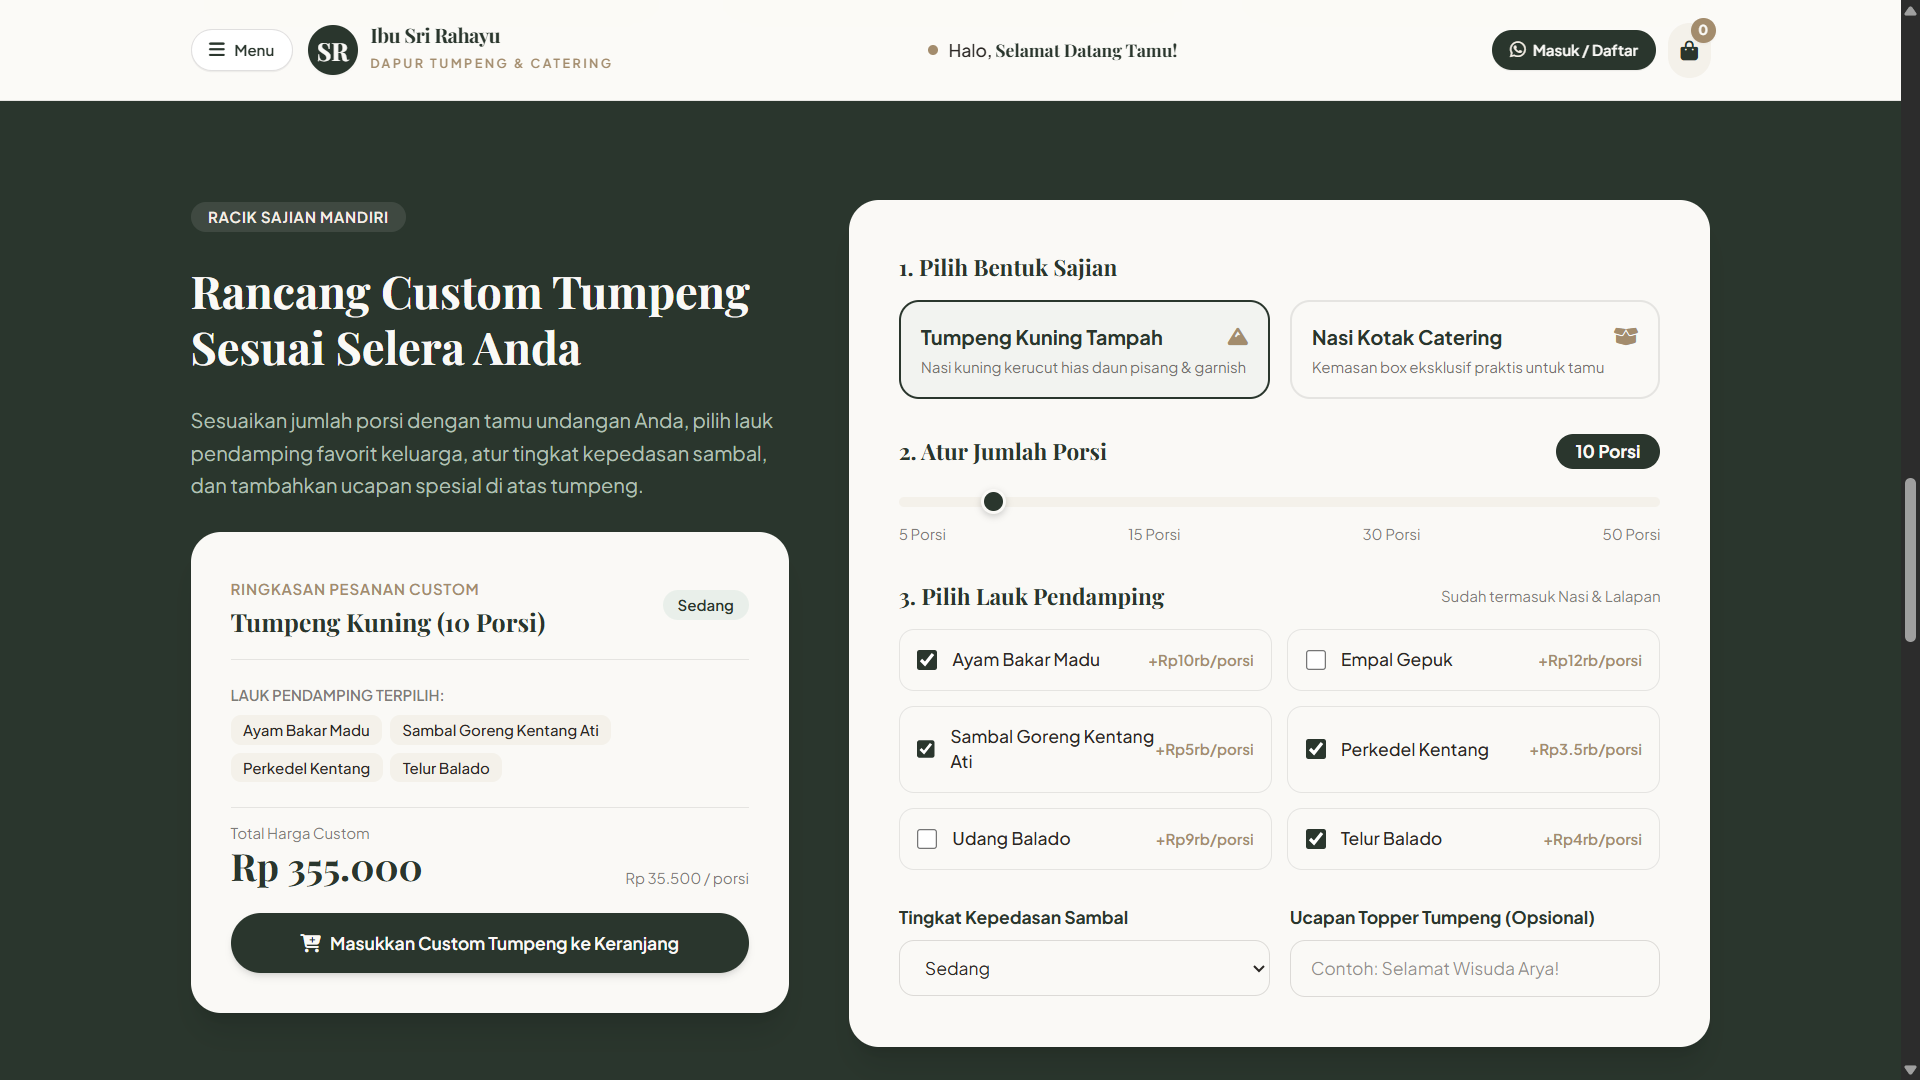 Menu
SR
Ibu Sri Rahayu
DAPUR TUMPENG & CATERING
Halo, Selamat Datang Tamu!
Masuk / Daftar
0
RACIK SAJIAN MANDIRI
Rancang Custom Tumpeng
Sesuai Selera Anda
Sesuaikan jumlah porsi dengan tamu undangan Anda, pilih lauk
pendamping favorit keluarga, atur tingkat kepedasan sambal,
dan tambahkan ucapan spesial di atas tumpeng.
RINGKASAN PESANAN CUSTOM
Tumpeng Kuning (10 Porsi)
Sedang
LAUK PENDAMPING TERPILIH:
Ayam Bakar Madu
Sambal Goreng Kentang Ati
Perkedel Kentang
Telur Balado
Total Harga Custom
Rp 355.000
Rp 35.500 / porsi
Masukkan Custom Tumpeng ke Keranjang
1. Pilih Bentuk Sajian
Tumpeng Kuning Tampah
Nasi kuning kerucut hias daun pisang & garnish
Nasi Kotak Catering
Kemasan box eksklusif praktis untuk tamu
2. Atur Jumlah Porsi
10 Porsi
5 Porsi
15 Porsi
30 Porsi
50 Porsi
3. Pilih Lauk Pendamping
Sudah termasuk Nasi & Lalapan
Ayam Bakar Madu
+Rp10rb/porsi
Empal Gepuk
+Rp12rb/porsi
Sambal Goreng Kentang
Ati
+Rp5rb/porsi
Perkedel Kentang
+Rp3.5rb/porsi
Udang Balado
+Rp9rb/porsi
Telur Balado
+Rp4rb/porsi
Tingkat Kepedasan Sambal
Sedang
Ucapan Topper Tumpeng (Opsional)
Contoh: Selamat Wisuda Arya!